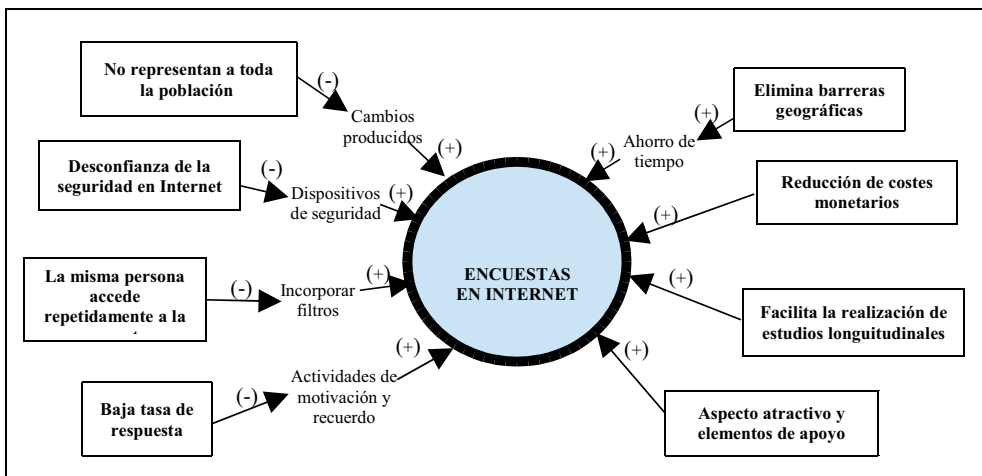 No representan a toda
la población
(-)
Cambios
producidos
(+)
Desconfianza de la
seguridad en Internet
(-)
Dispositivos
de seguridad
(+)
La misma persona
accede
repetidamente a la
(-)
Incorporar
filtros
(+)
Baja tasa de
respuesta
(-)
Actividades de
motivación y
recuerdo
(+)
ENCUESTAS
EN INTERNET
Elimina barreras
geográficas
(+)
Ahorro de
tiempo
(+)
Reducción de costes
monetarios
(+)
Facilita la realización de
estudios longuitudinales
(+)
Aspecto atractivo y
elementos de apoyo
(+)